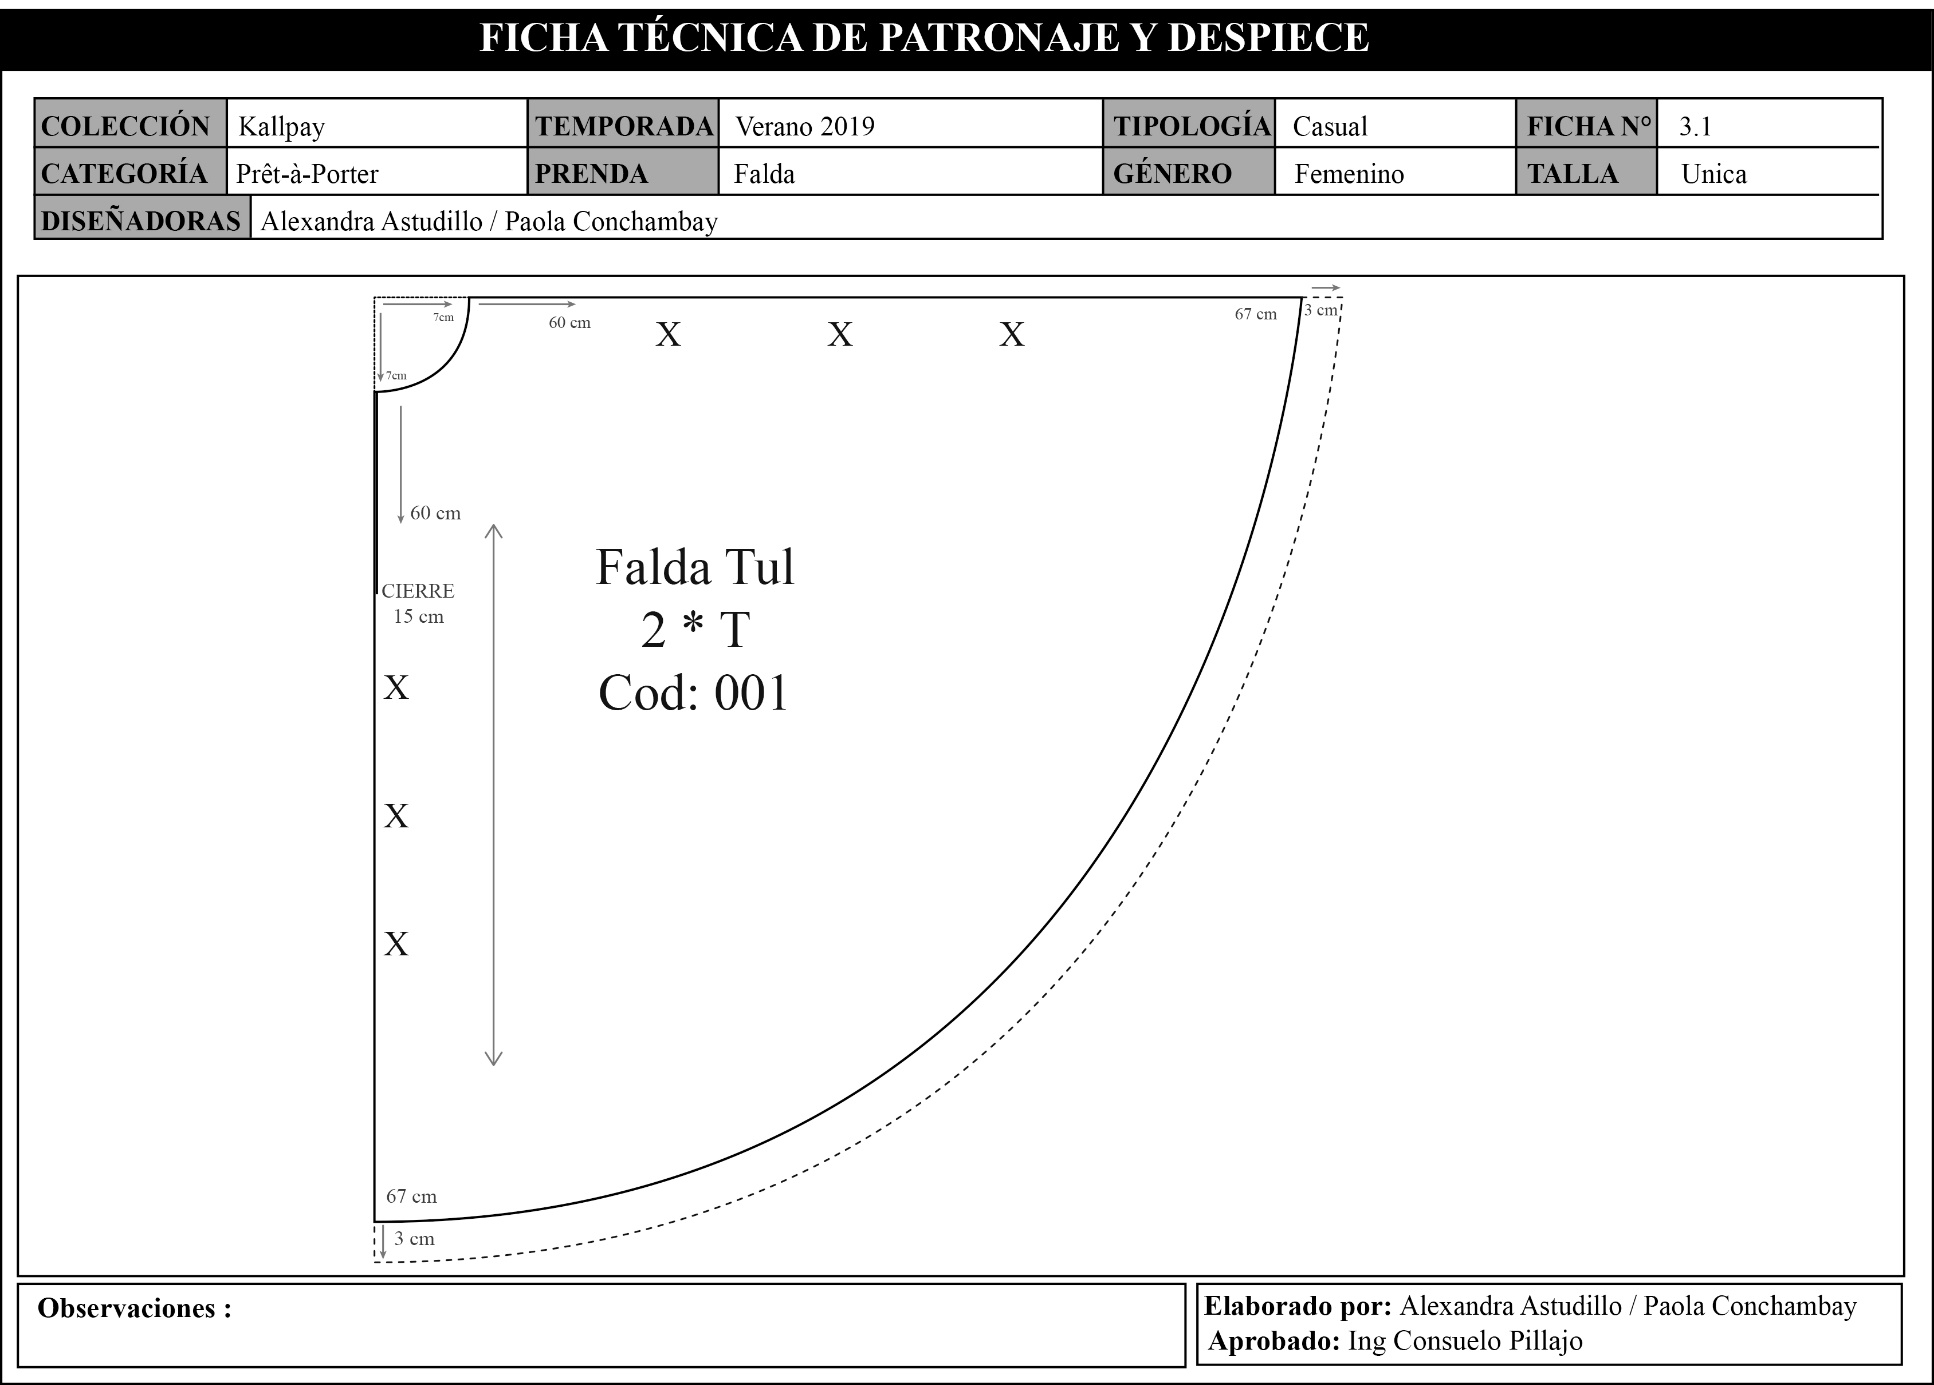 FICHA TÉCNICA DE PATRONAJE Y DESPIECE
COLECCIÓN Kallpay TEMPORADA Verano 2019 TIPOLOGÍA Casual FICHA N° 3.1
CATEGORÍA Prêt-à-Porter PRENDA Falda GÉNERO Femenino TALLA Unica
DISEÑADORAS Alexandra Astudillo / Paola Conchambay
7cm
60 cm
X X X
67 cm
3 cm
7cm
60 cm
CIERRE
15 cm
Falda Tul
2 * T
Cod: 001
X
X
X
67 cm
3 cm
Observaciones :
Elaborado por: Alexandra Astudillo / Paola Conchambay
Aprobado: Ing Consuelo Pillajo